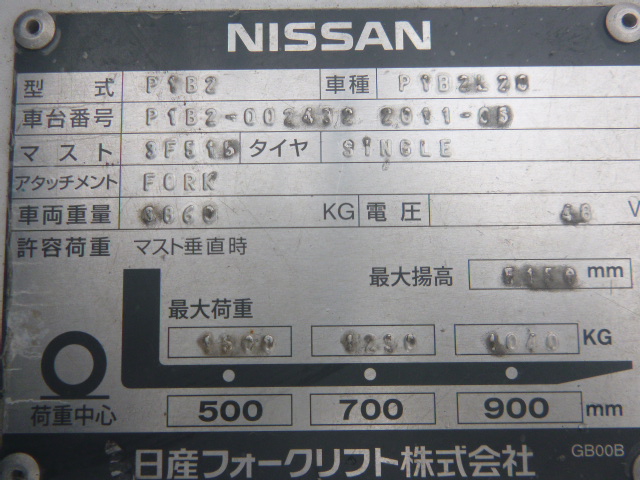 NISSAN
型 式 P1B2 車種 P1B2L20
車台番号 P1B2-002432 2011-05
マスト タイヤ SINGLE
アタッチメント FORK
車両重量 KG 電圧 48 V
許容荷重 マスト垂直時
最大揚高 mm
最大荷重
1250 KG
荷重中心 500 700 900 mm
日産フォークリフト株式会社 GB00B